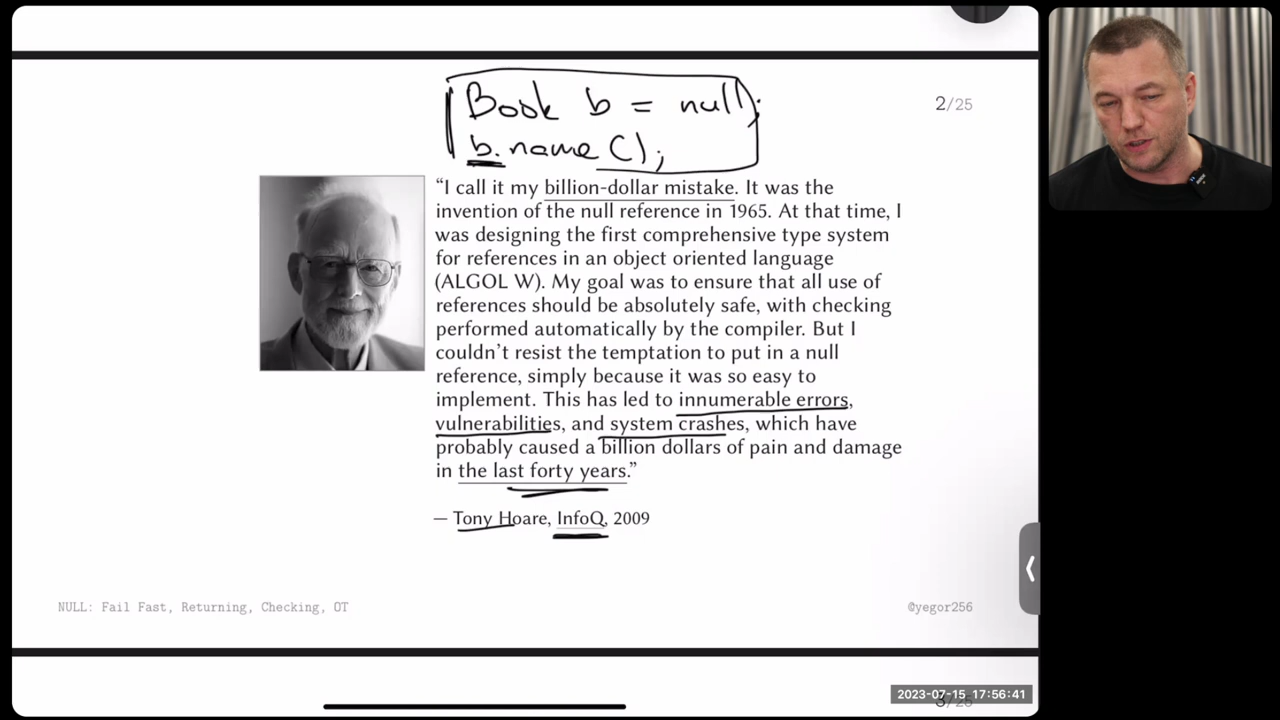 Book b = null;
b.name();
2/25
“I call it my billion-dollar mistake. It was the
invention of the null reference in 1965. At that time, I
was designing the first comprehensive type system
for references in an object oriented language
(ALGOL W). My goal was to ensure that all use of
references should be absolutely safe, with checking
performed automatically by the compiler. But I
couldn’t resist the temptation to put in a null
reference, simply because it was so easy to
implement. This has led to innumerable errors,
vulnerabilities, and system crashes, which have
probably caused a billion dollars of pain and damage
in the last forty years.”
— Tony Hoare, InfoQ, 2009
NULL: Fail Fast, Returning, Checking, OT
@yegor256
2023-07-15 17:56:41
3/25